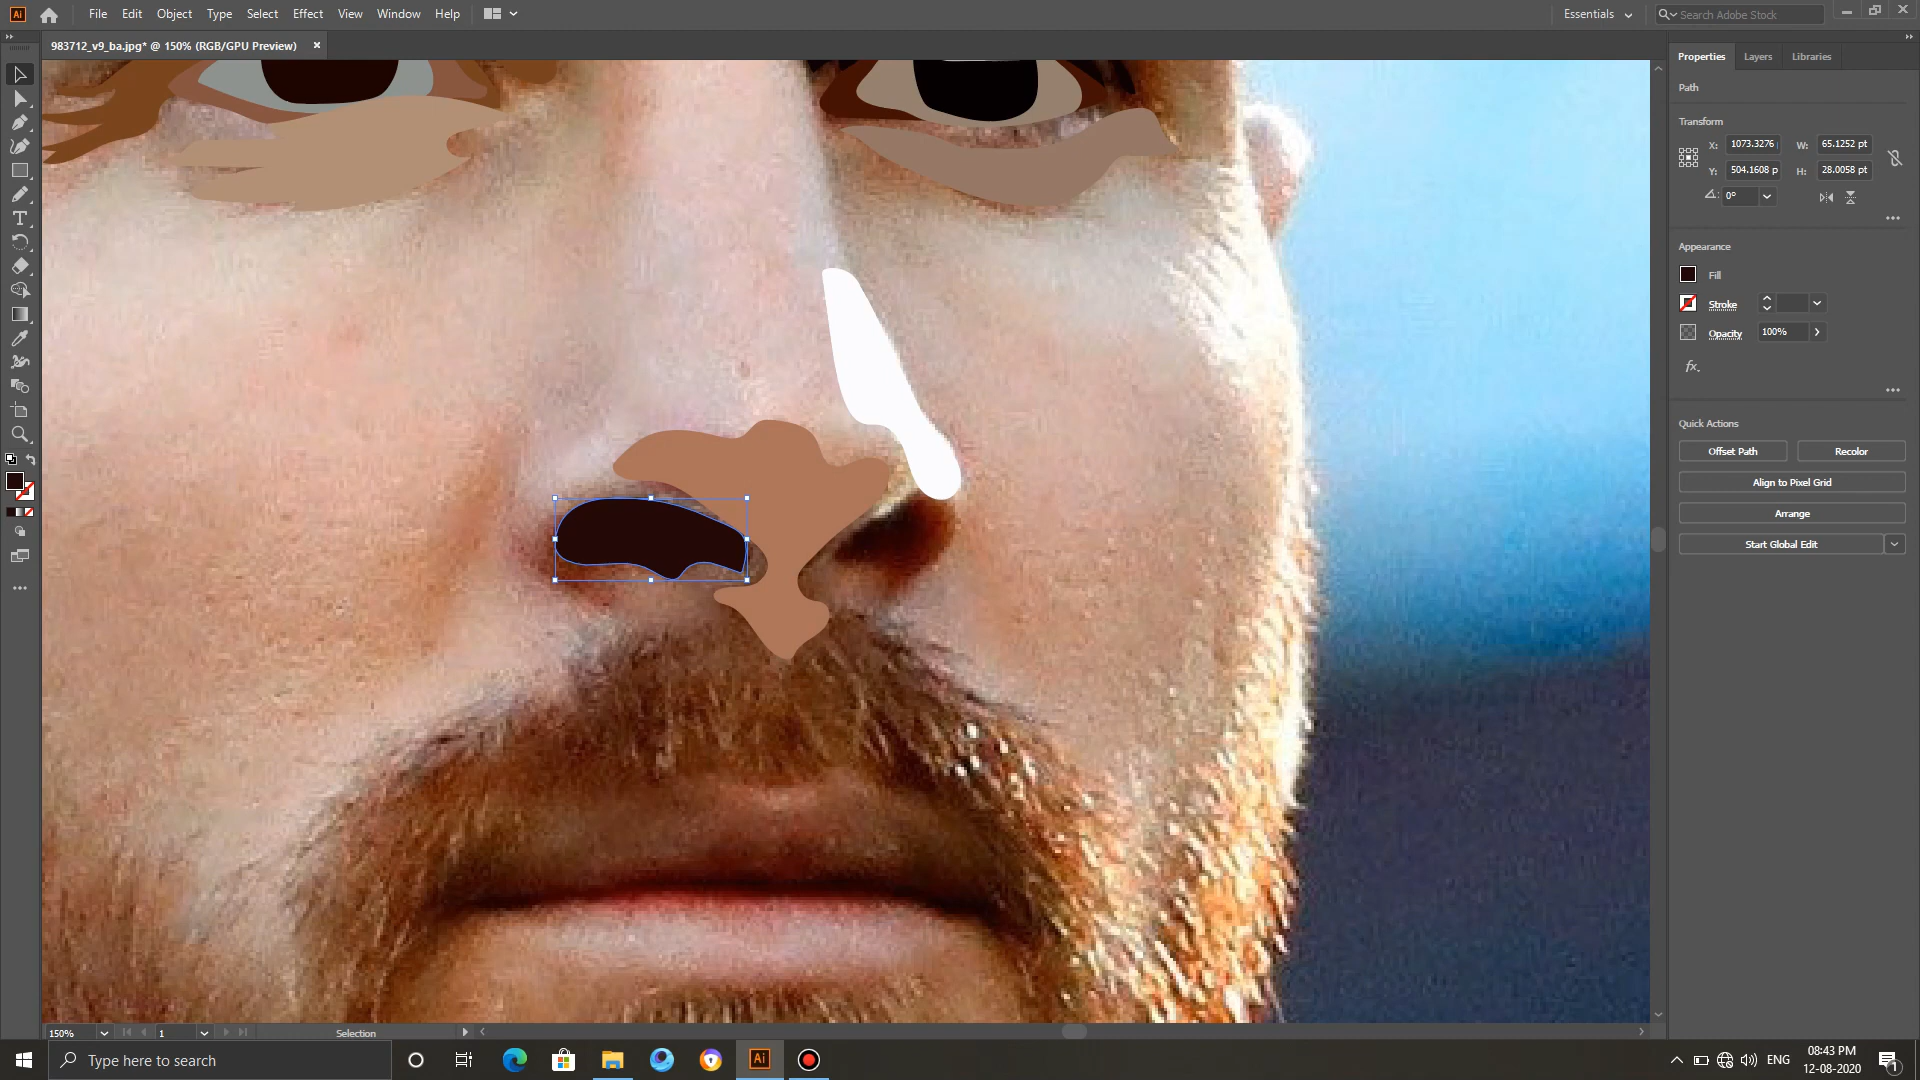 Ai File Edit Object Type Select Effect View Window Help Essentials Search Adobe Stock
983712_v9_ba.jpg* @ 150% (RGB/GPU Preview)
Properties Layers Libraries
Path
Transform
X: 1073.3276 W: 65.1252 pt
Y: 504.1608 p H: 28.0058 pt
0°
Appearance
Fill
Stroke
Opacity 100%
fx.
Quick Actions
Offset Path Recolor
Align to Pixel Grid
Arrange
Start Global Edit
150% 1 Selection
Type here to search
Ai
ENG
08:43 PM
12-08-2020
1